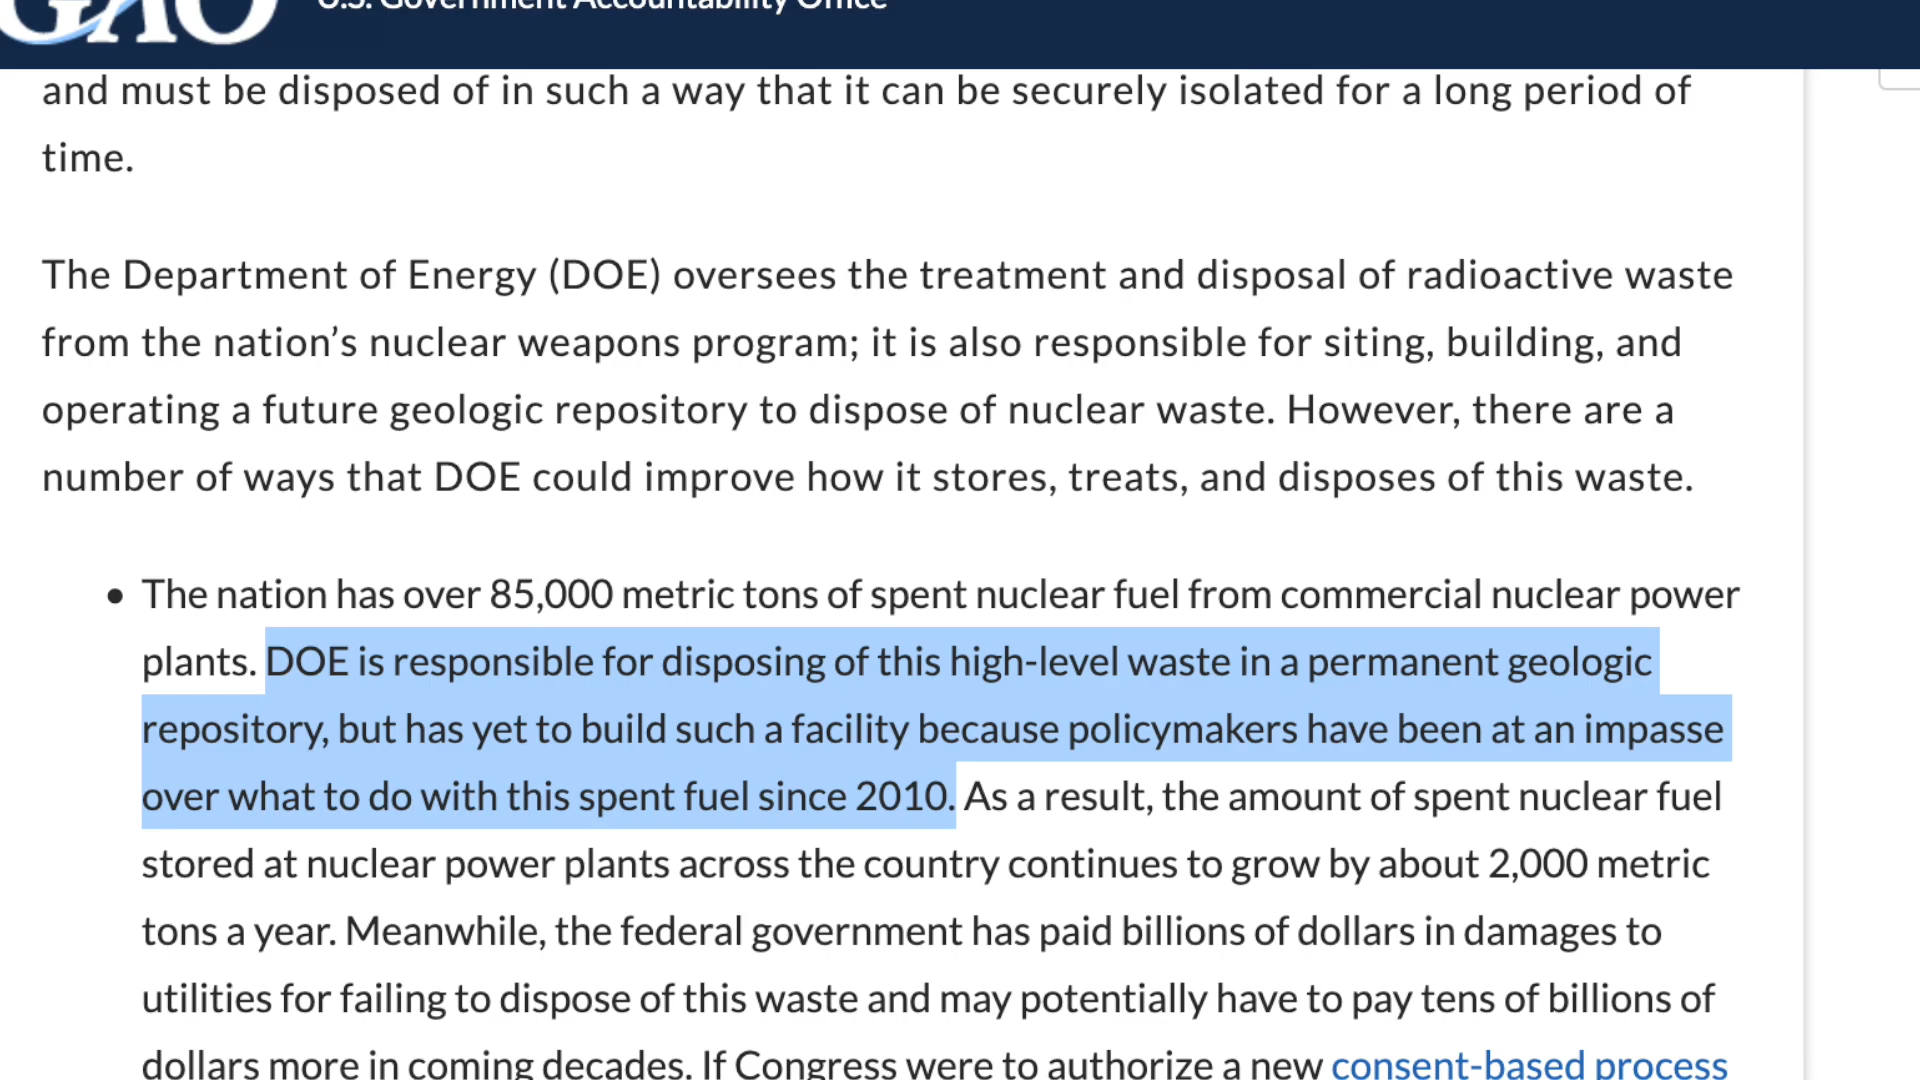 GAO
U.S. Government Accountability Office
and must be disposed of in such a way that it can be securely isolated for a long period of
time.
The Department of Energy (DOE) oversees the treatment and disposal of radioactive waste
from the nation’s nuclear weapons program; it is also responsible for siting, building, and
operating a future geologic repository to dispose of nuclear waste. However, there are a
number of ways that DOE could improve how it stores, treats, and disposes of this waste.
• The nation has over 85,000 metric tons of spent nuclear fuel from commercial nuclear power
plants. DOE is responsible for disposing of this high-level waste in a permanent geologic
repository, but has yet to build such a facility because policymakers have been at an impasse
over what to do with this spent fuel since 2010. As a result, the amount of spent nuclear fuel
stored at nuclear power plants across the country continues to grow by about 2,000 metric
tons a year. Meanwhile, the federal government has paid billions of dollars in damages to
utilities for failing to dispose of this waste and may potentially have to pay tens of billions of
dollars more in coming decades. If Congress were to authorize a new consent-based process